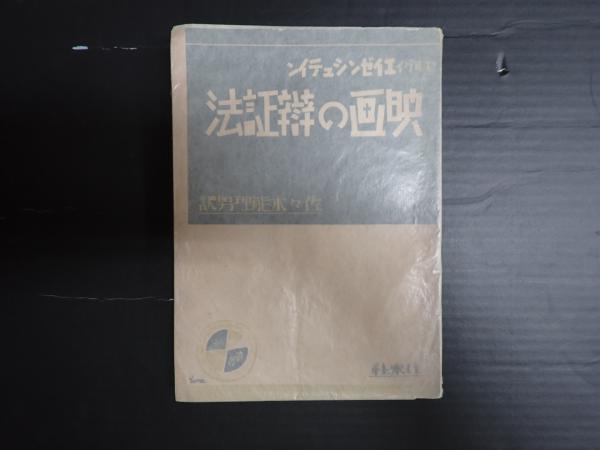 エイゼンシュテイン
映画の辯証法
佐々木能理男訳
往来社